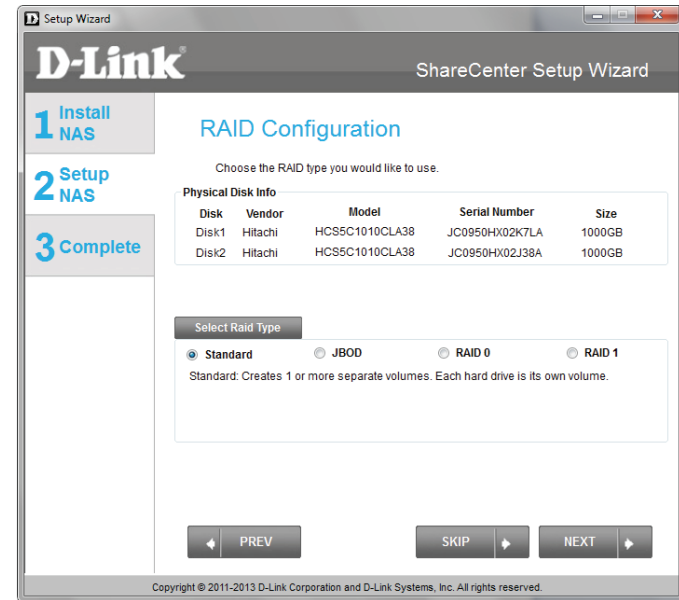 Setup Wizard
D-Link®
ShareCenter Setup Wizard
1 Install NAS
2 Setup NAS
3 Complete
RAID Configuration
Choose the RAID type you would like to use.
Physical Disk Info
Disk Vendor Model Serial Number Size
Disk1 Hitachi HCS5C1010CLA38 JC0950HX02K7LA 1000GB
Disk2 Hitachi HCS5C1010CLA38 JC0950HX02J38A 1000GB
Select Raid Type
Standard JBOD RAID 0 RAID 1
Standard: Creates 1 or more separate volumes. Each hard drive is its own volume.
PREV SKIP NEXT
Copyright © 2011-2013 D-Link Corporation and D-Link Systems, Inc. All rights reserved.